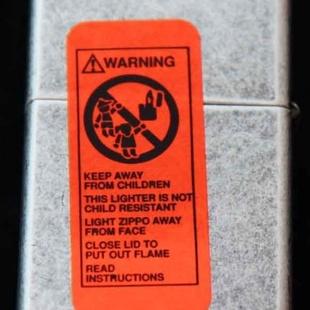 WARNING
KEEP AWAY
FROM CHILDREN
THIS LIGHTER IS NOT
CHILD RESISTANT
LIGHT ZIPPO AWAY
FROM FACE
CLOSE LID TO
PUT OUT FLAME
READ
INSTRUCTIONS